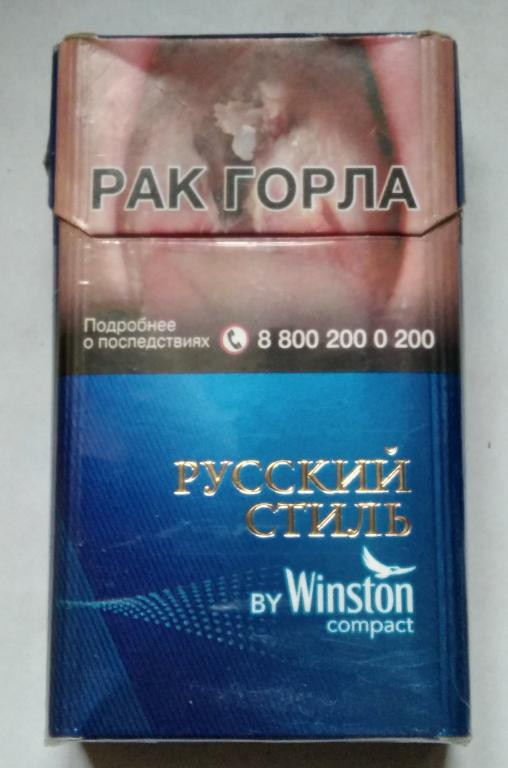 РАК ГОРЛА
Подробнее
о последствиях 8 800 200 0 200
РУССКИЙ
СТИЛЬ
BY Winston
compact